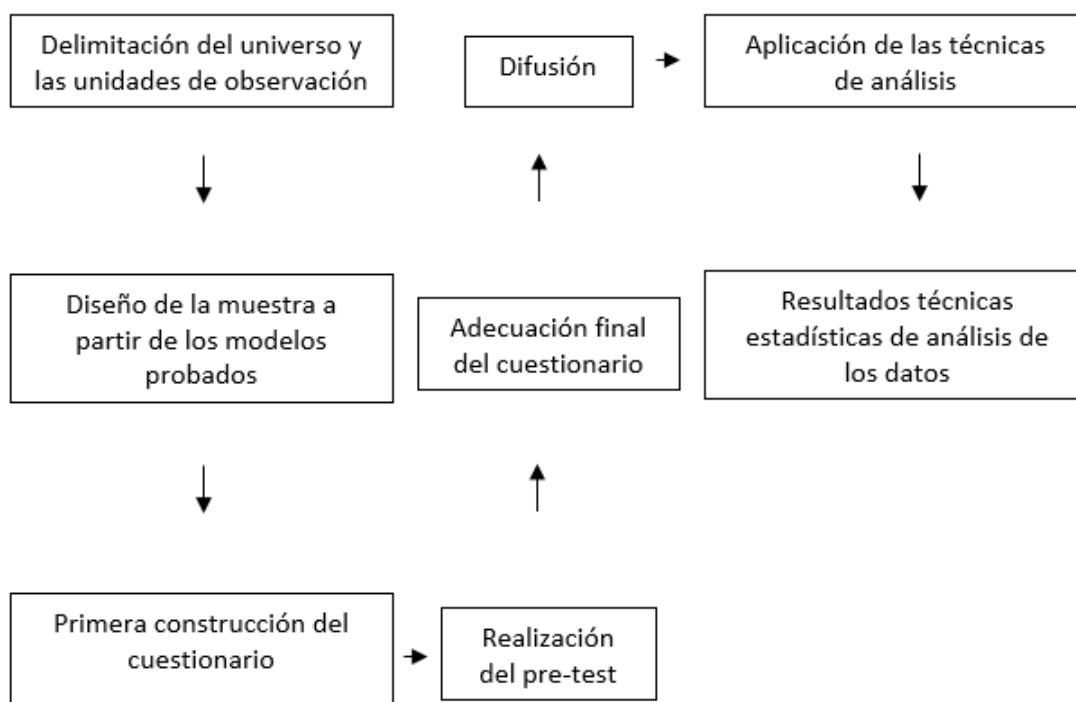 Delimitación del universo y
las unidades de observación
Diseño de la muestra a
partir de los modelos
probados
Primera construcción del
cuestionario
Realización
del pre-test
Adecuación final
del cuestionario
Difusión
Aplicación de las técnicas
de análisis
Resultados técnicas
estadísticas de análisis de
los datos